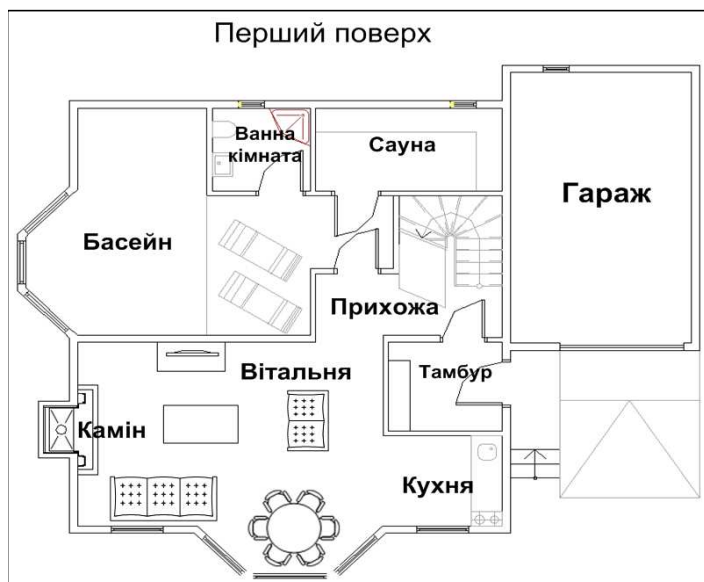 Перший поверх
Ванна
кімната
Сауна
Гараж
Басейн
Прихожа
Вітальня
Тамбур
Камін
Кухня